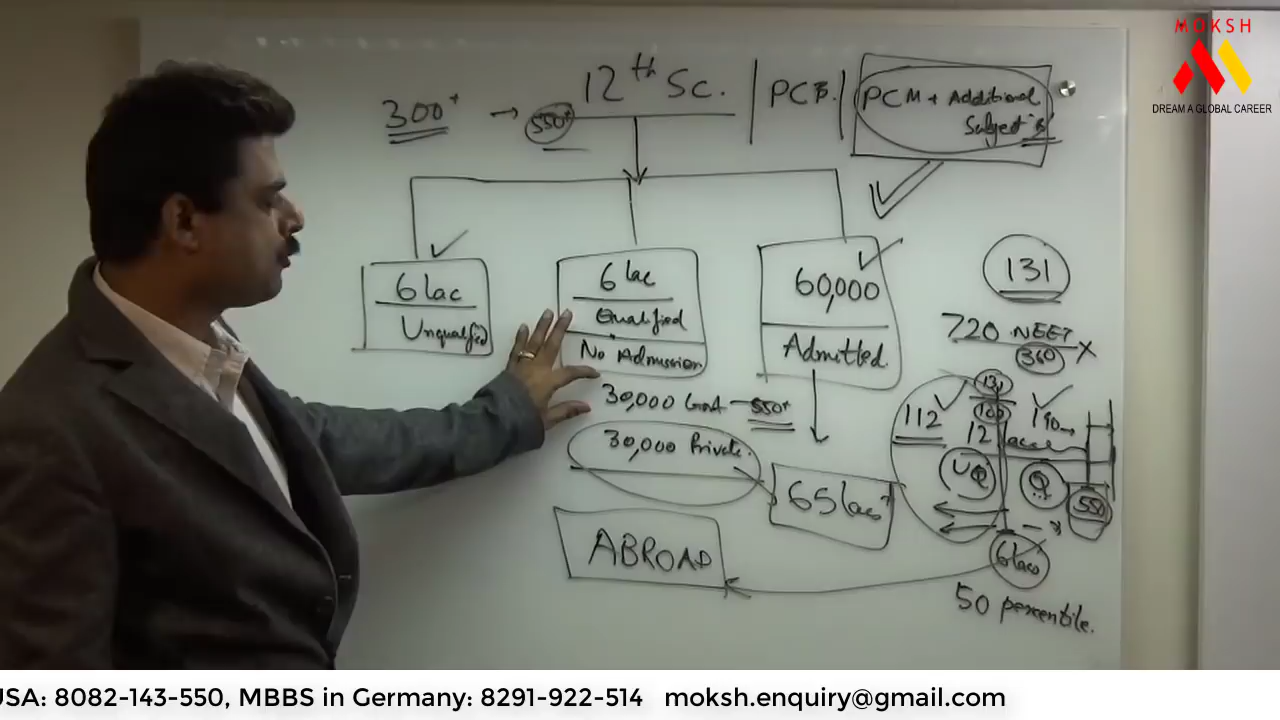 MOKSH
DREAM A GLOBAL CAREER
300+ → 550+ 12th Sc. | PCB. | PCM + Additional
Subject "B"
6 lac
Unqualified
6 lac
Qualified
No Admission
60,000
Admitted
131
720 NEET
360 X
30,000 Govt - 550+
30,000 Private.
65 lacs+
ABROAD
131
112
100
190
12
UQ
Q
550
6 lacs
50 percentile.
USA: 8082-143-550, MBBS in Germany: 8291-922-514 moksh.enquiry@gmail.com